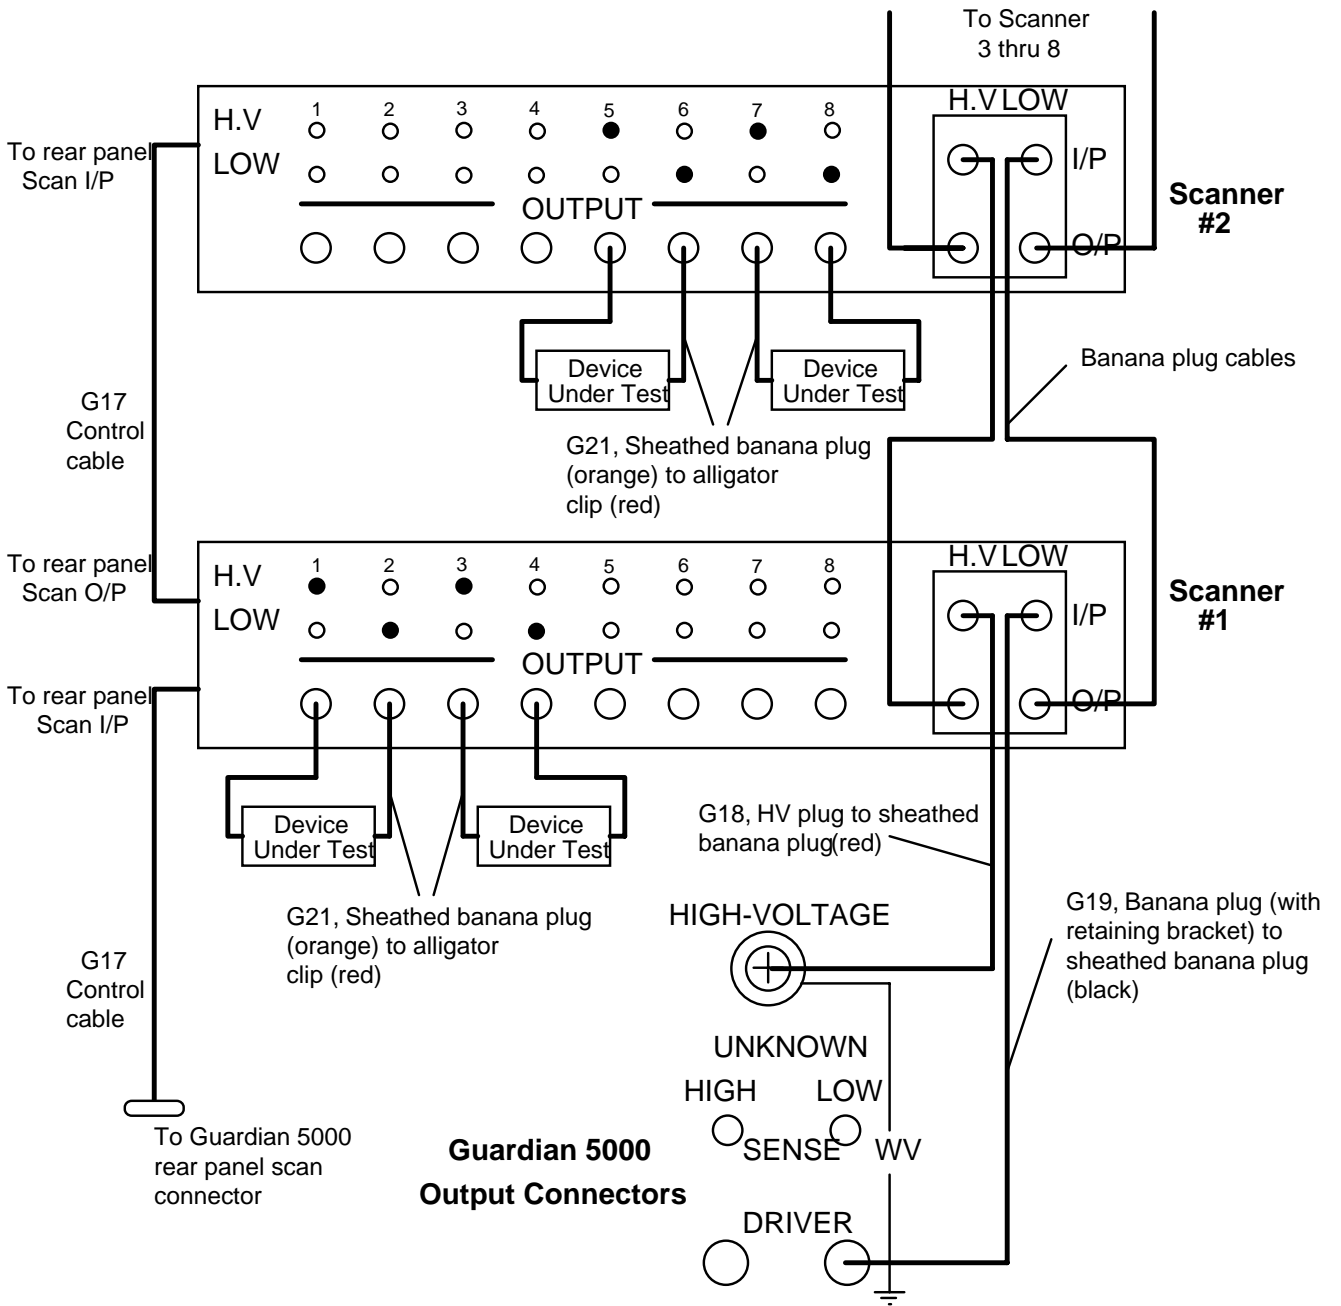 To Scanner
3 thru 8
H.V LOW
H.V 1 2 3 4 5 6 7 8
LOW
I/P
O/P
OUTPUT
To rear panel
Scan I/P
Scanner
#2
Device
Under Test
Device
Under Test
Banana plug cables
G17
Control
cable
G21, Sheathed banana plug
(orange) to alligator
clip (red)
To rear panel
Scan O/P
H.V LOW
H.V 1 2 3 4 5 6 7 8
LOW
I/P
O/P
OUTPUT
Scanner
#1
To rear panel
Scan I/P
Device
Under Test
Device
Under Test
G18, HV plug to sheathed
banana plug(red)
G21, Sheathed banana plug
(orange) to alligator
clip (red)
HIGH-VOLTAGE
G19, Banana plug (with
retaining bracket) to
sheathed banana plug
(black)
G17
Control
cable
UNKNOWN
HIGH LOW
SENSE WV
To Guardian 5000
rear panel scan
connector
Guardian 5000
Output Connectors
DRIVER